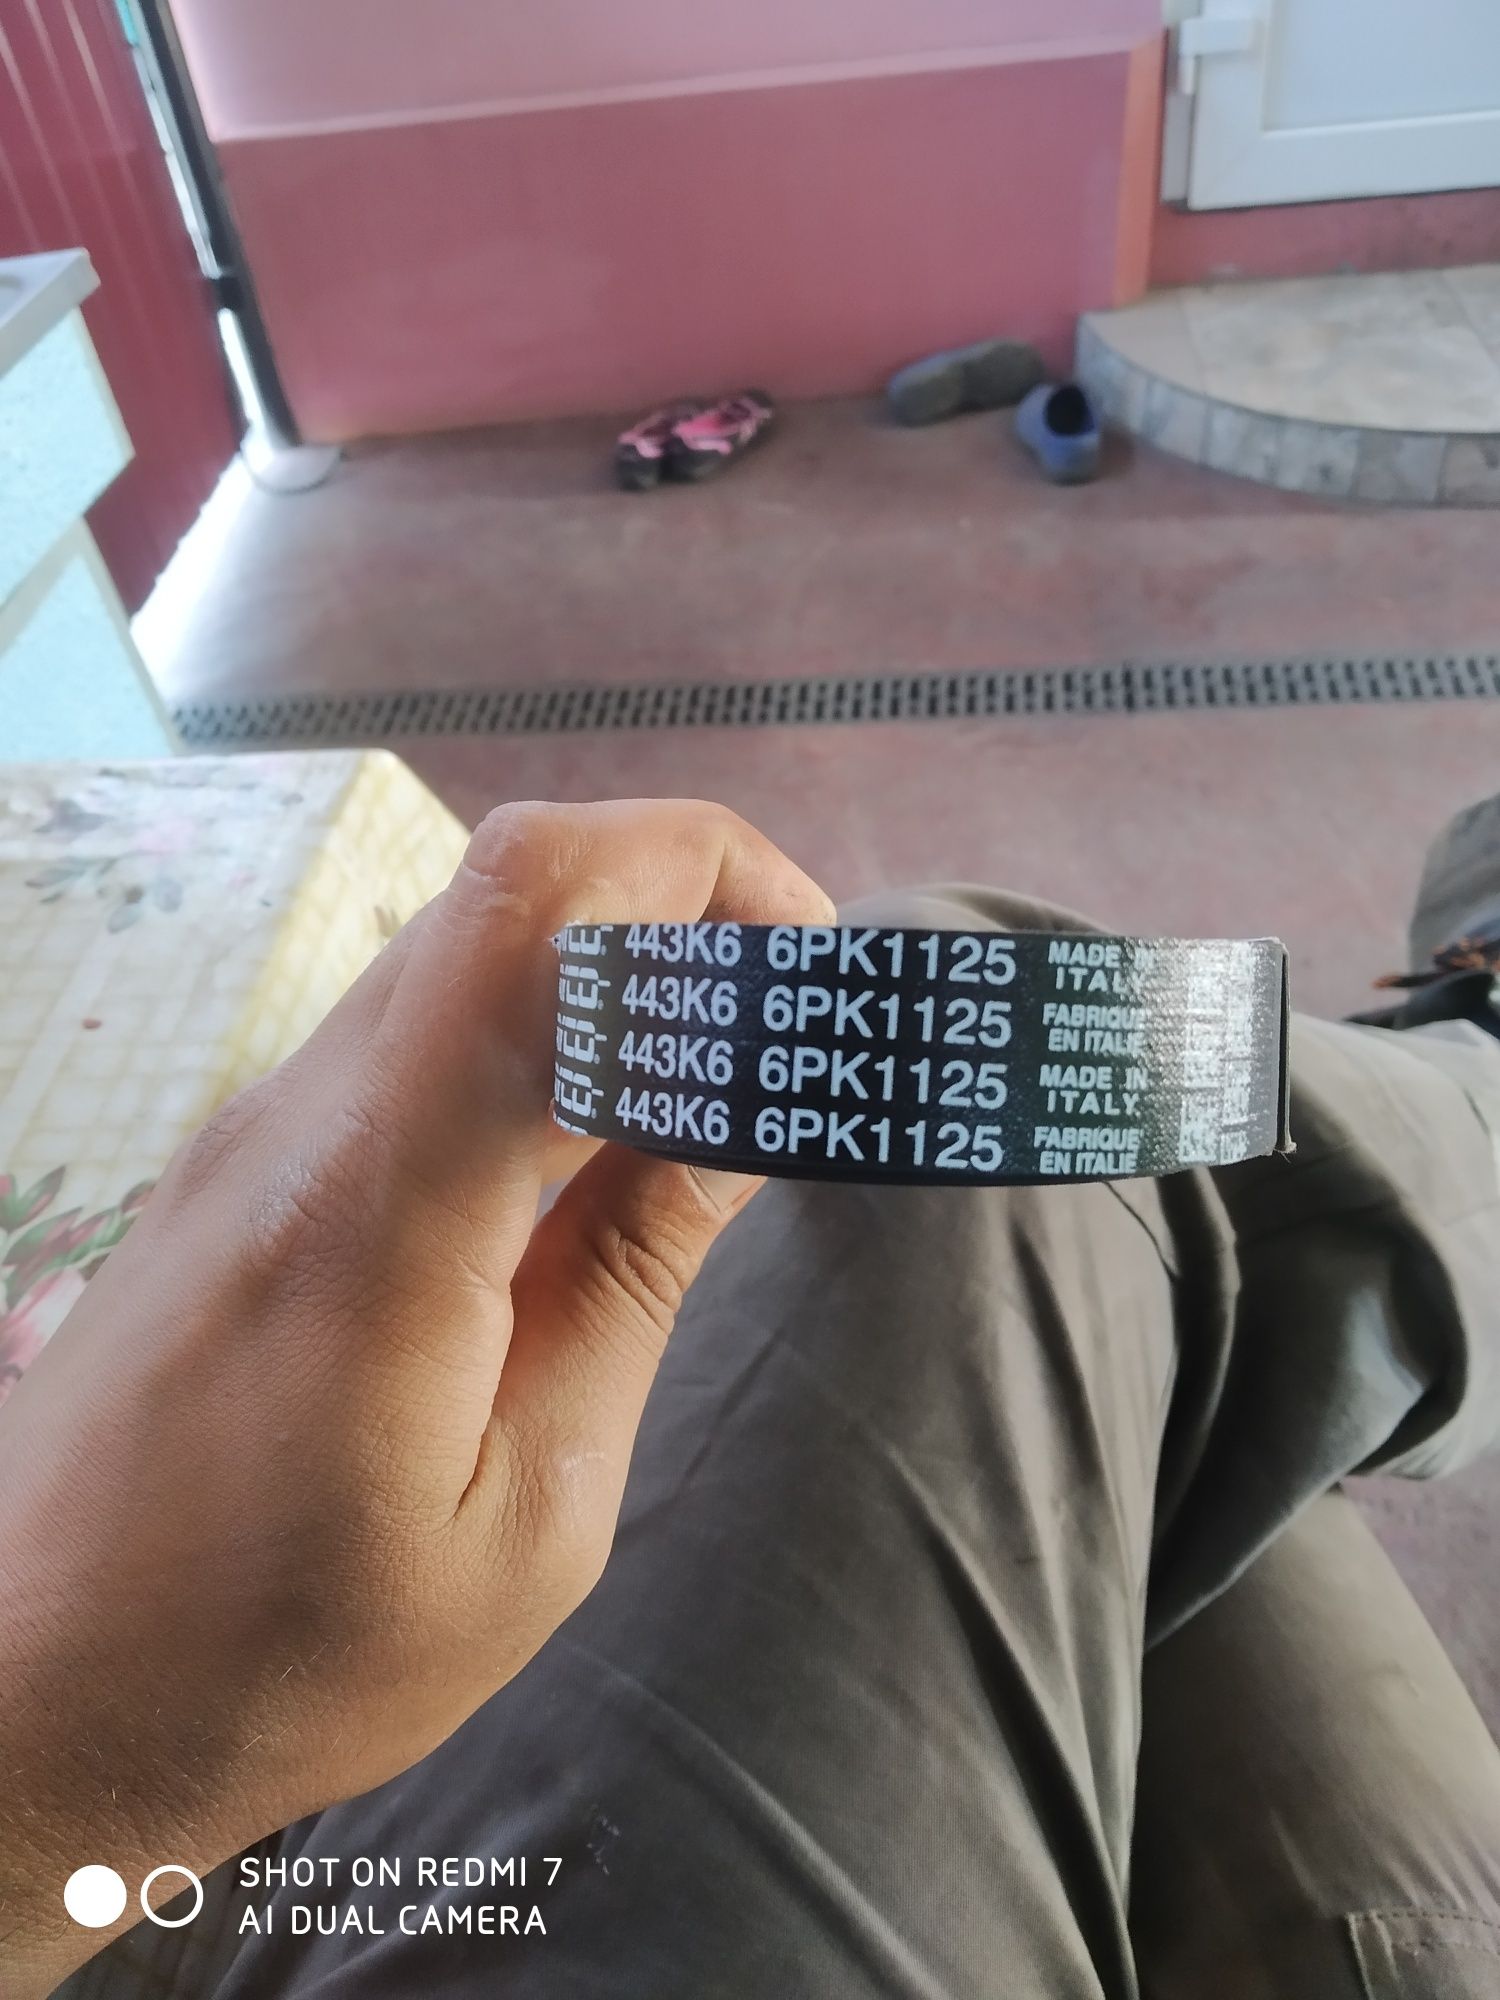 443K6 6PK1125 MADE IN ITALY
443K6 6PK1125 FABRIQUE EN ITALIE
443K6 6PK1125 MADE IN ITALY
443K6 6PK1125 FABRIQUE EN ITALIE
SHOT ON REDMI 7
AI DUAL CAMERA